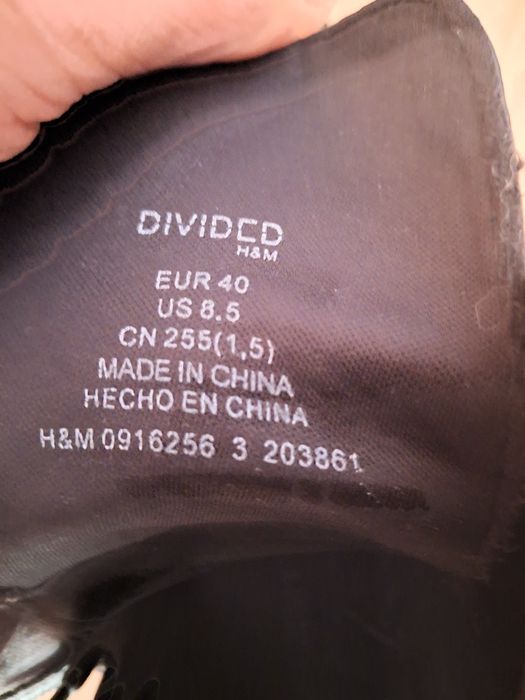 DIVIDED
H&M
EUR 40
US 8.5
CN 255(1,5)
MADE IN CHINA
HECHO EN CHINA
H&M 0916256 3 203861